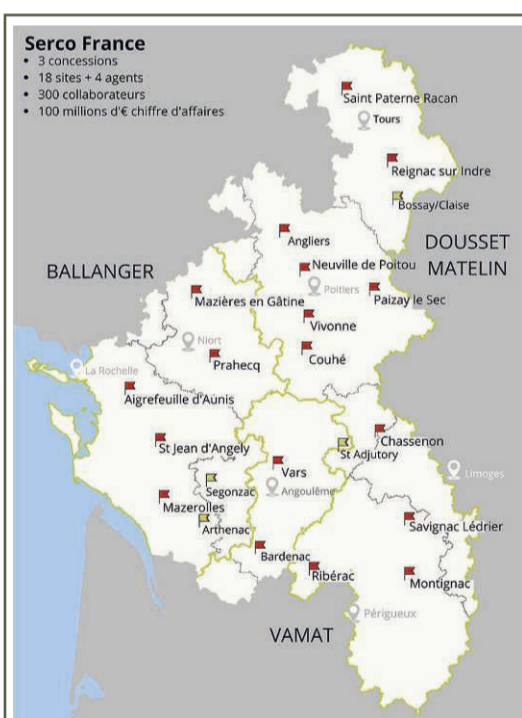 Serco France
• 3 concessions
• 18 sites + 4 agents
• 300 collaborateurs
• 100 millions d'€ chiffre d'affaires
Saint Paterne Racan
Tours
Reignac sur Indre
Bossay/Claise
Angliers
DOUSSET
MATELIN
BALLANGER
Neuville de Poitou
Mazières en Gâtine
Poitiers
Paizay le Sec
Vivonne
Niort
Couhé
Prahecq
La Rochelle
Aigrefeuille d'Aunis
Chassenon
St Jean d'Angely
St Adjutory
Vars
Limoges
Segonzac
Angoulême
Mazerolles
Savignac Lédrier
Arthenac
Bardenac
Ribérac
Montignac
Périgueux
VAMAT